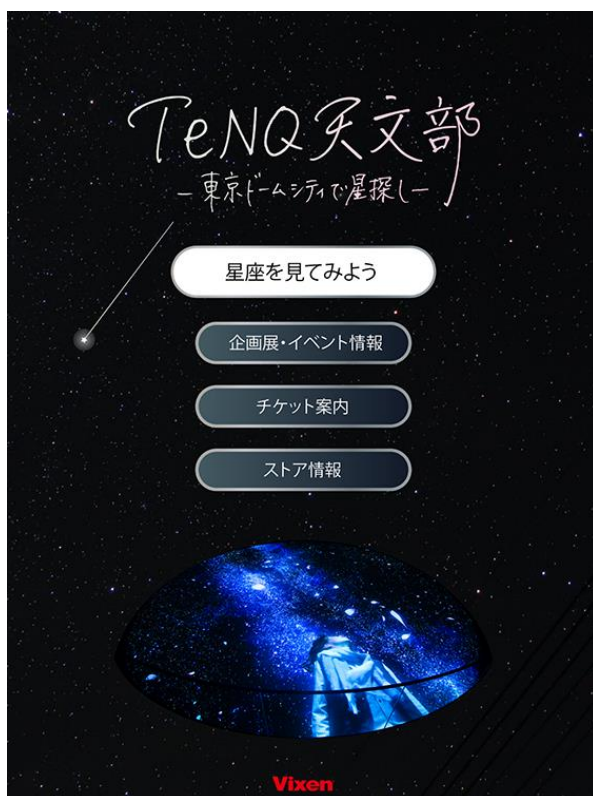 TeNQ天文部
－東京ドームシティで星探し－
星座を見てみよう
企画展・イベント情報
チケット案内
ストア情報
Vixen